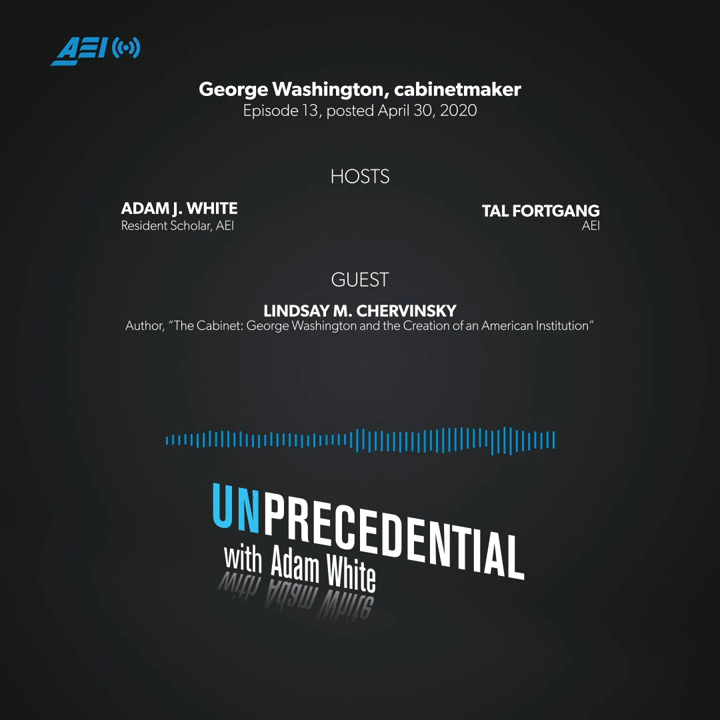 AEI
George Washington, cabinetmaker
Episode 13, posted April 30, 2020
HOSTS
ADAM J. WHITE
Resident Scholar, AEI
TAL FORTGANG
AEI
GUEST
LINDSAY M. CHERVINSKY
Author, “The Cabinet: George Washington and the Creation of an American Institution”
UNPRECEDENTIAL
with Adam White